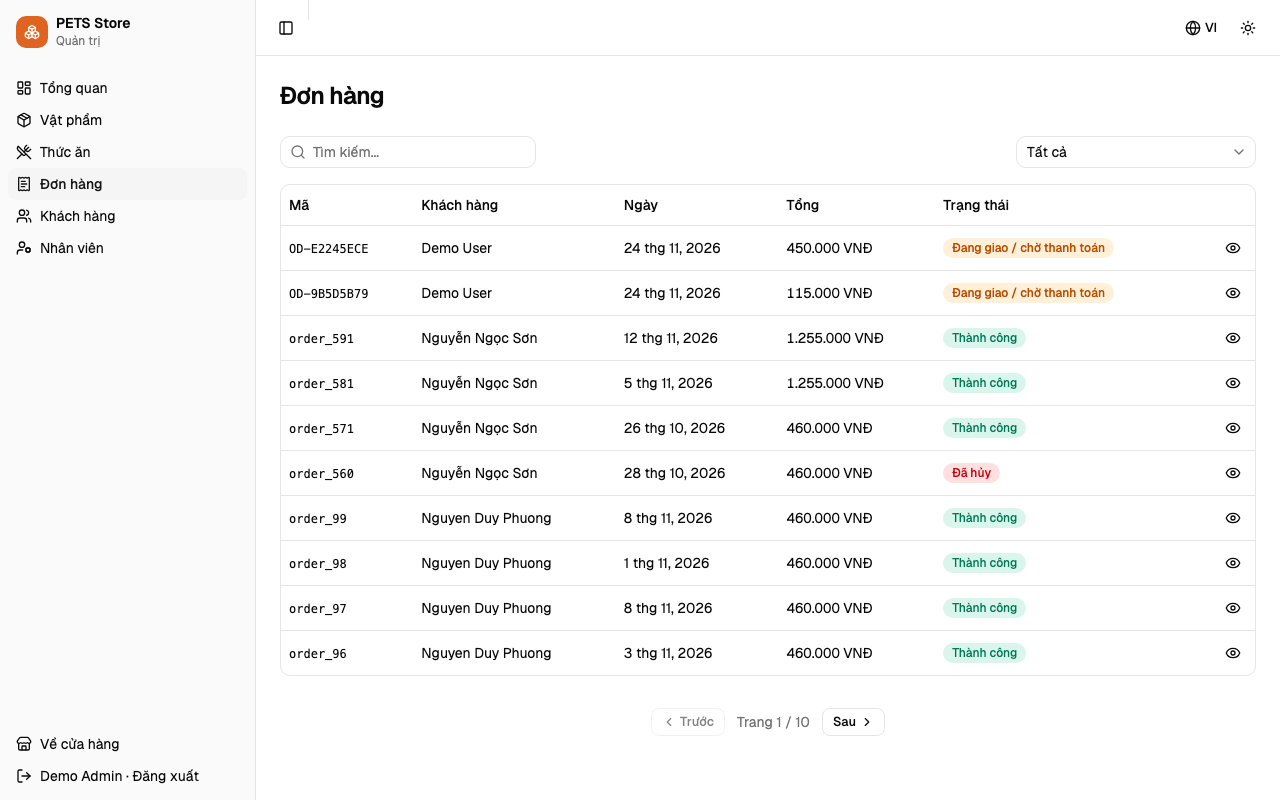 PETS Store
Quản trị
Tổng quan
Vật phẩm
Thức ăn
Đơn hàng
Khách hàng
Nhân viên
Về cửa hàng
Demo Admin · Đăng xuất
VI
Đơn hàng
Tìm kiếm...
Tất cả
Mã Khách hàng Ngày Tổng Trạng thái
OD-E2245ECE Demo User 24 thg 11, 2026 450.000 VNĐ Đang giao / chờ thanh toán
OD-9B5D5B79 Demo User 24 thg 11, 2026 115.000 VNĐ Đang giao / chờ thanh toán
order_591 Nguyễn Ngọc Sơn 12 thg 11, 2026 1.255.000 VNĐ Thành công
order_581 Nguyễn Ngọc Sơn 5 thg 11, 2026 1.255.000 VNĐ Thành công
order_571 Nguyễn Ngọc Sơn 26 thg 10, 2026 460.000 VNĐ Thành công
order_560 Nguyễn Ngọc Sơn 28 thg 10, 2026 460.000 VNĐ Đã hủy
order_99 Nguyen Duy Phuong 8 thg 11, 2026 460.000 VNĐ Thành công
order_98 Nguyen Duy Phuong 1 thg 11, 2026 460.000 VNĐ Thành công
order_97 Nguyen Duy Phuong 8 thg 11, 2026 460.000 VNĐ Thành công
order_96 Nguyen Duy Phuong 3 thg 11, 2026 460.000 VNĐ Thành công
Trước Trang 1 / 10 Sau